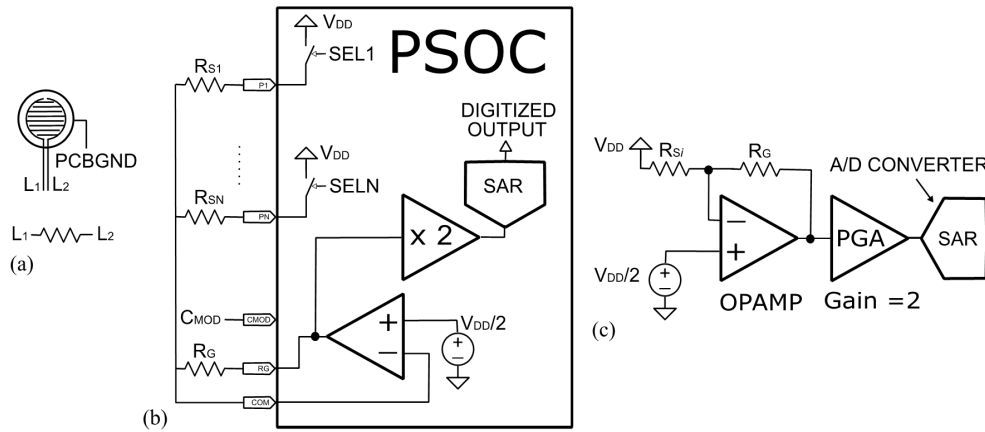 PCBGND
L1 L2
L1 L2
(a)
VDD
SEL1
PSOC
RS1
P1
DIGITIZED
OUTPUT
VDD
SELN
SAR
RSN
PN
x 2
CMOD
CMOD
VDD/2
+
−
+
−
RG
RG
COM
(b)
VDD
RSi
RG
A/D CONVERTER
−
+
PGA
SAR
VDD/2
+
−
OPAMP
Gain =2
(c)